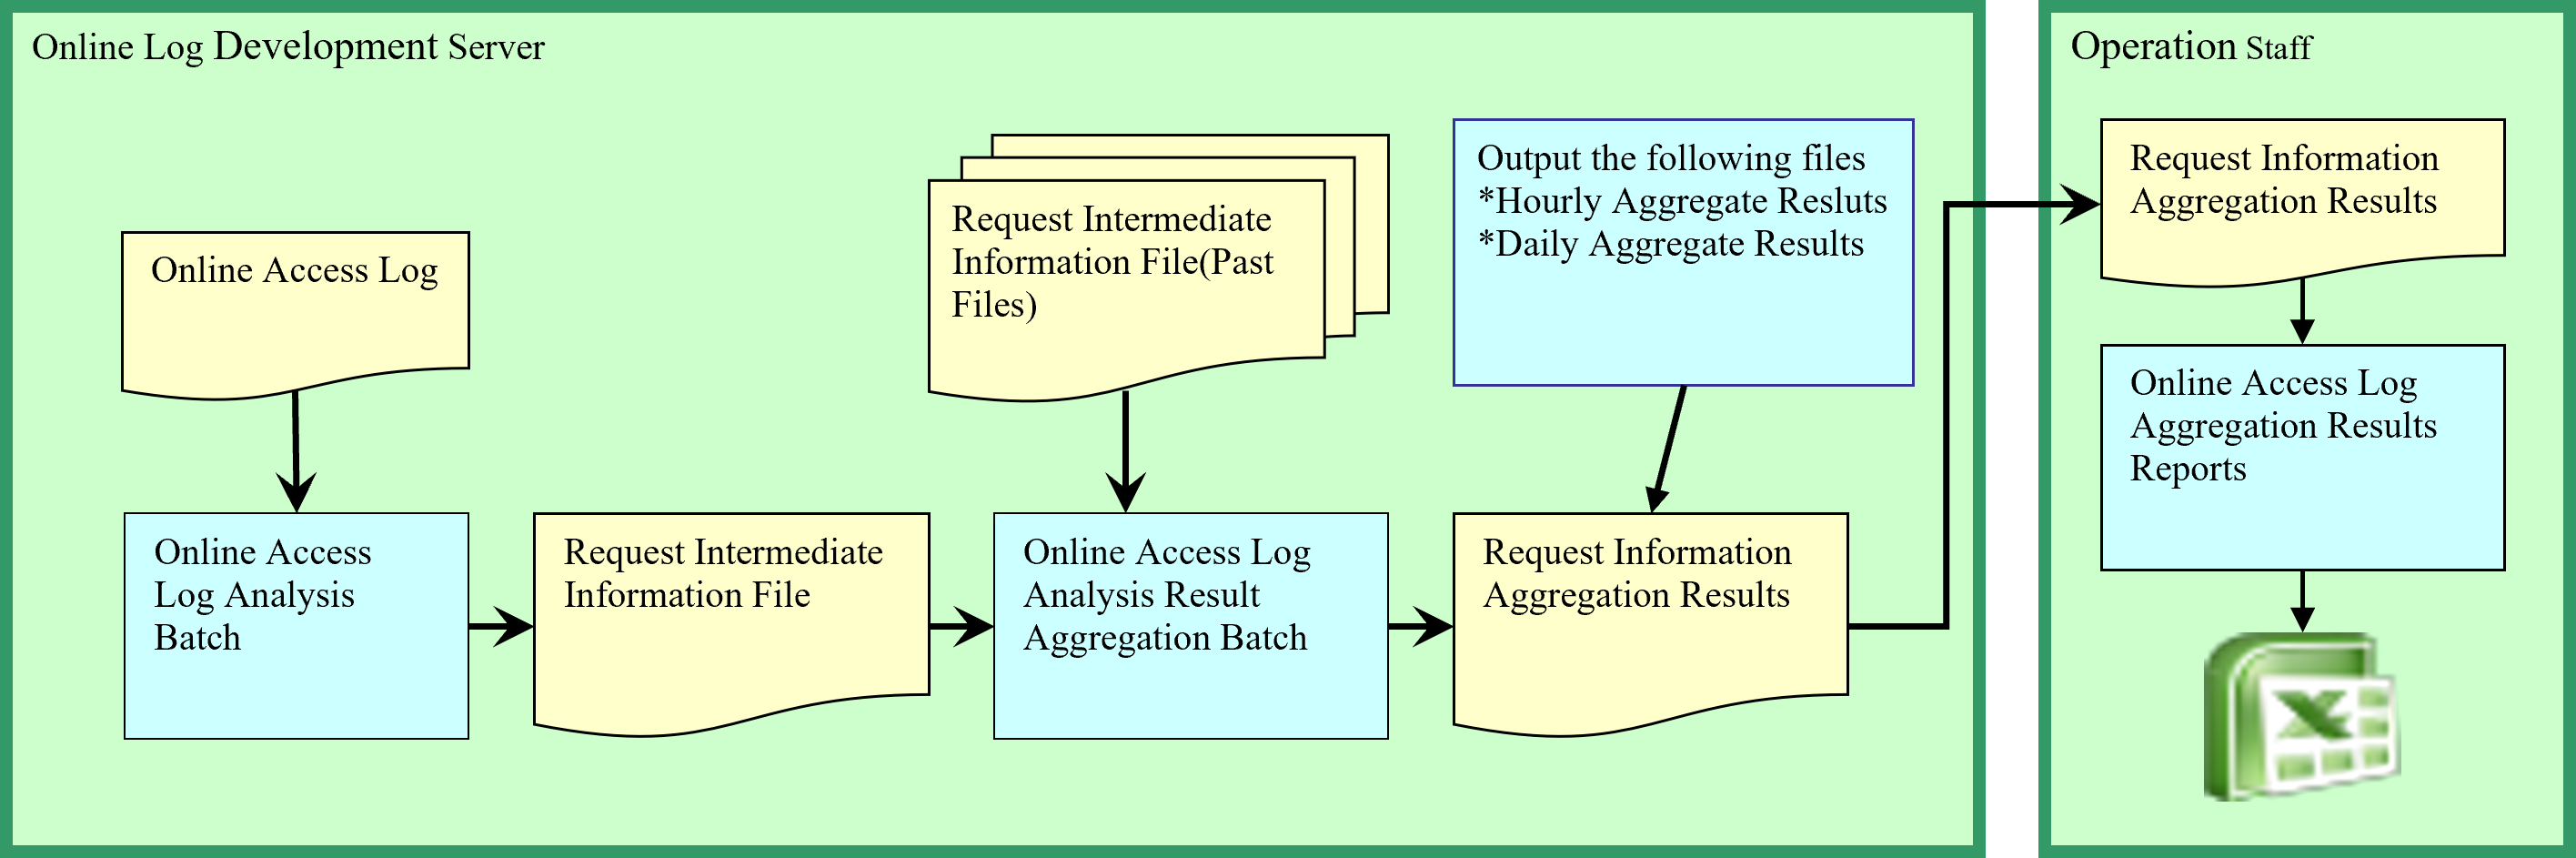 Online Log Development Server
Online Access Log
Online Access
Log Analysis
Batch
Request Intermediate
Information File
Request Intermediate
Information File(Past
Files)
Online Access Log
Analysis Result
Aggregation Batch
Output the following files
*Hourly Aggregate Resluts
*Daily Aggregate Results
Request Information
Aggregation Results
Operation Staff
Request Information
Aggregation Results
Online Access Log
Aggregation Results
Reports